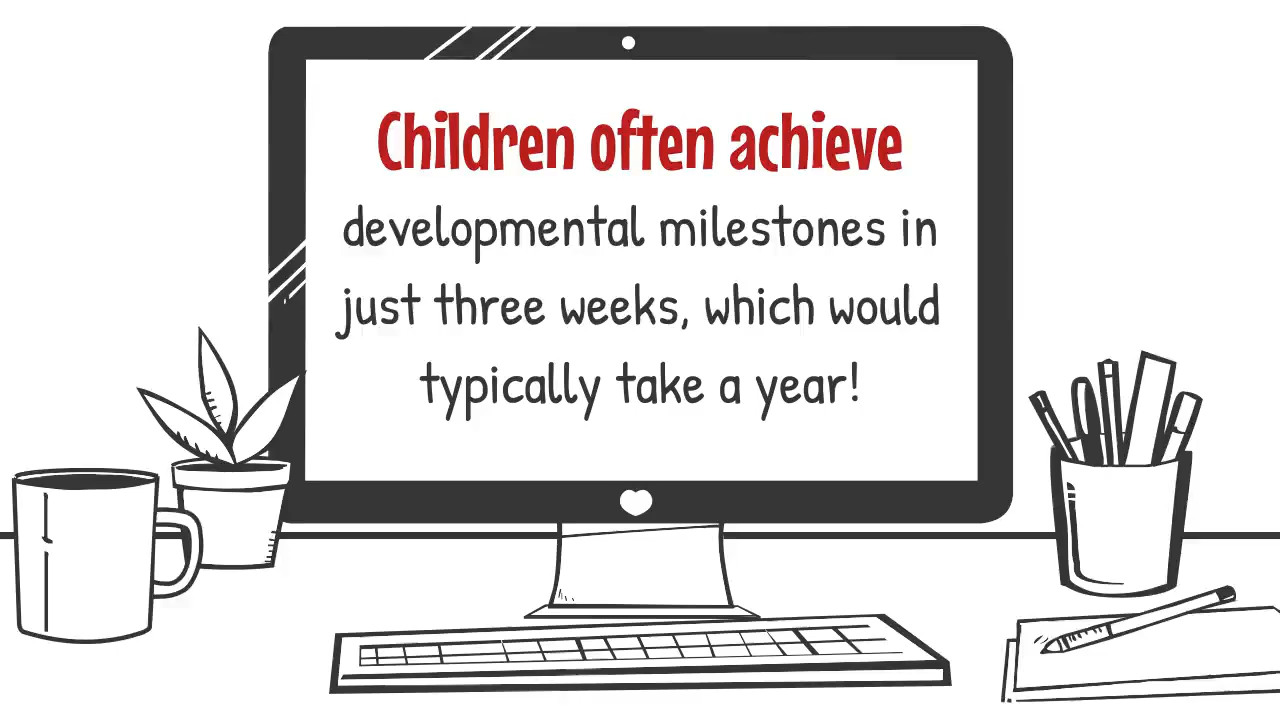 Children often achieve
developmental milestones in
just three weeks, which would
typically take a year!